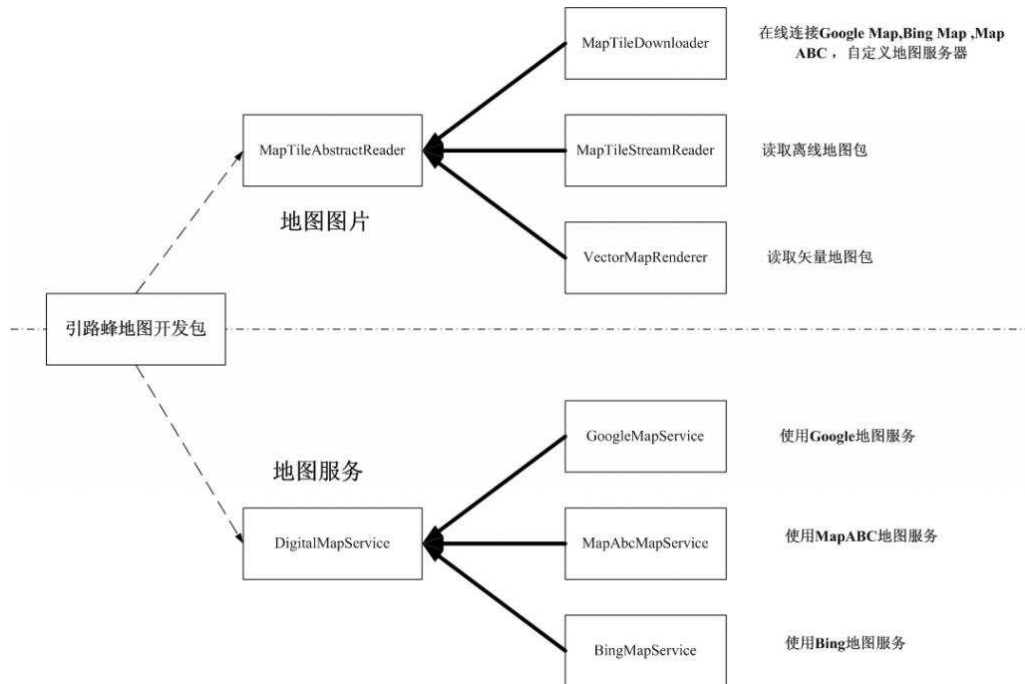 MapTileDownloader
在线连接Google Map,Bing Map ,Map
ABC ，自定义地图服务器
MapTileAbstractReader
MapTileStreamReader
读取离线地图包
地图图片
VectorMapRenderer
读取矢量地图包
引路蜂地图开发包
GoogleMapService
使用Google地图服务
地图服务
DigitalMapService
MapAbcMapService
使用MapABC地图服务
BingMapService
使用Bing地图服务